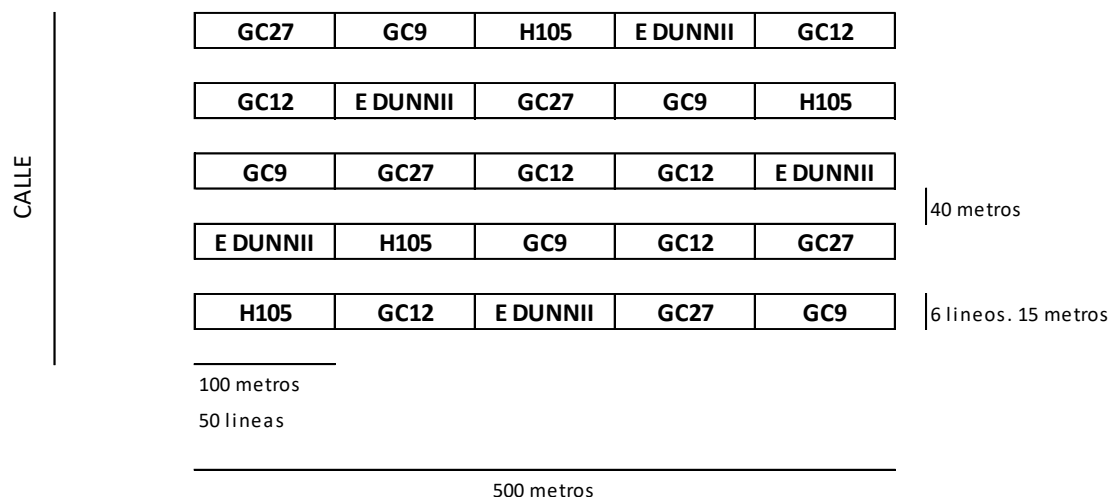 GC27 GC9 H105 E DUNNII GC12
GC12 E DUNNII GC27 GC9 H105
CALLE
GC9 GC27 GC12 GC12 E DUNNII
40 metros
E DUNNII H105 GC9 GC12 GC27
H105 GC12 E DUNNII GC27 GC9
6 lineos. 15 metros
100 metros
50 lineas
500 metros